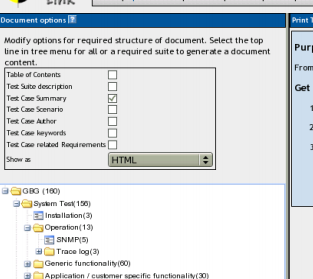 Link
Document options ?
Print T
Modify options for required structure of document. Select the top
line in tree menu for all or a required suite to generate a document
content.
Table of Contents
Test Suite description
Test Case Summary
Test Case Scenario
Test Case Author
Test Case keywords
Test Case related Requirements
Show as HTML
GBG (160)
System Test(156)
Installation(3)
Operation(13)
SNMP(5)
Trace log(3)
Generic functionality(60)
Application / customer specific functionality(30)
Purp
From
Get
1
2
3